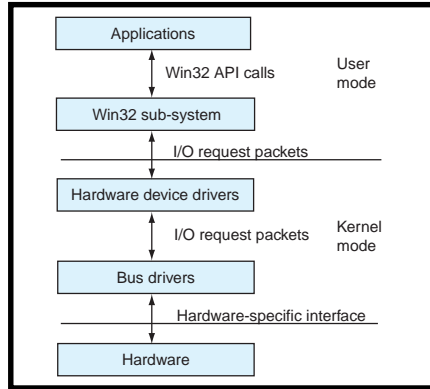 Applications
Win32 API calls
User
mode
Win32 sub-system
I/O request packets
Hardware device drivers
I/O request packets
Kernel
mode
Bus drivers
Hardware-specific interface
Hardware